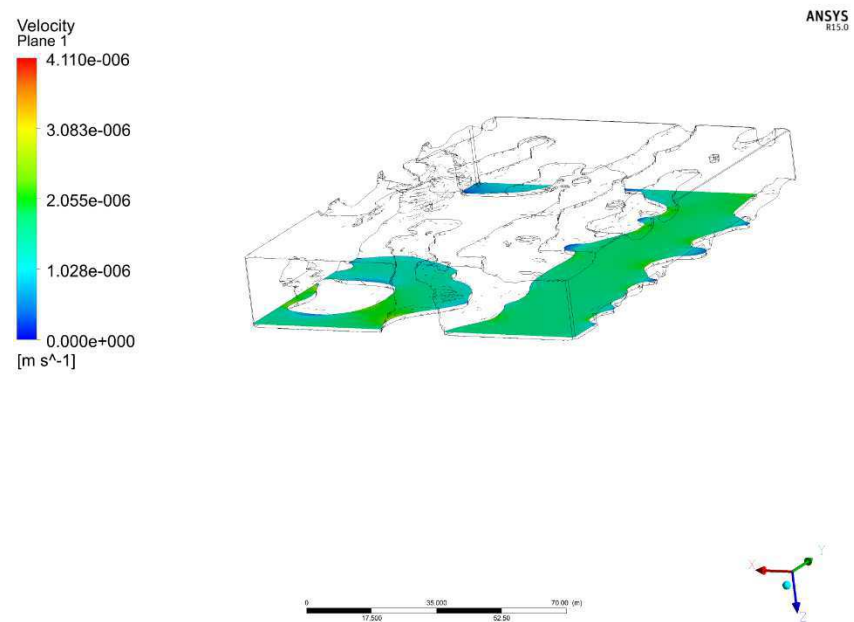 Velocity
Plane 1
ANSYS
R15.0
4.110e-006
3.083e-006
2.055e-006
1.028e-006
0.000e+000
[m s^-1]
X
Y
Z
0 35.000 70.00 (m)
17.500 52.50